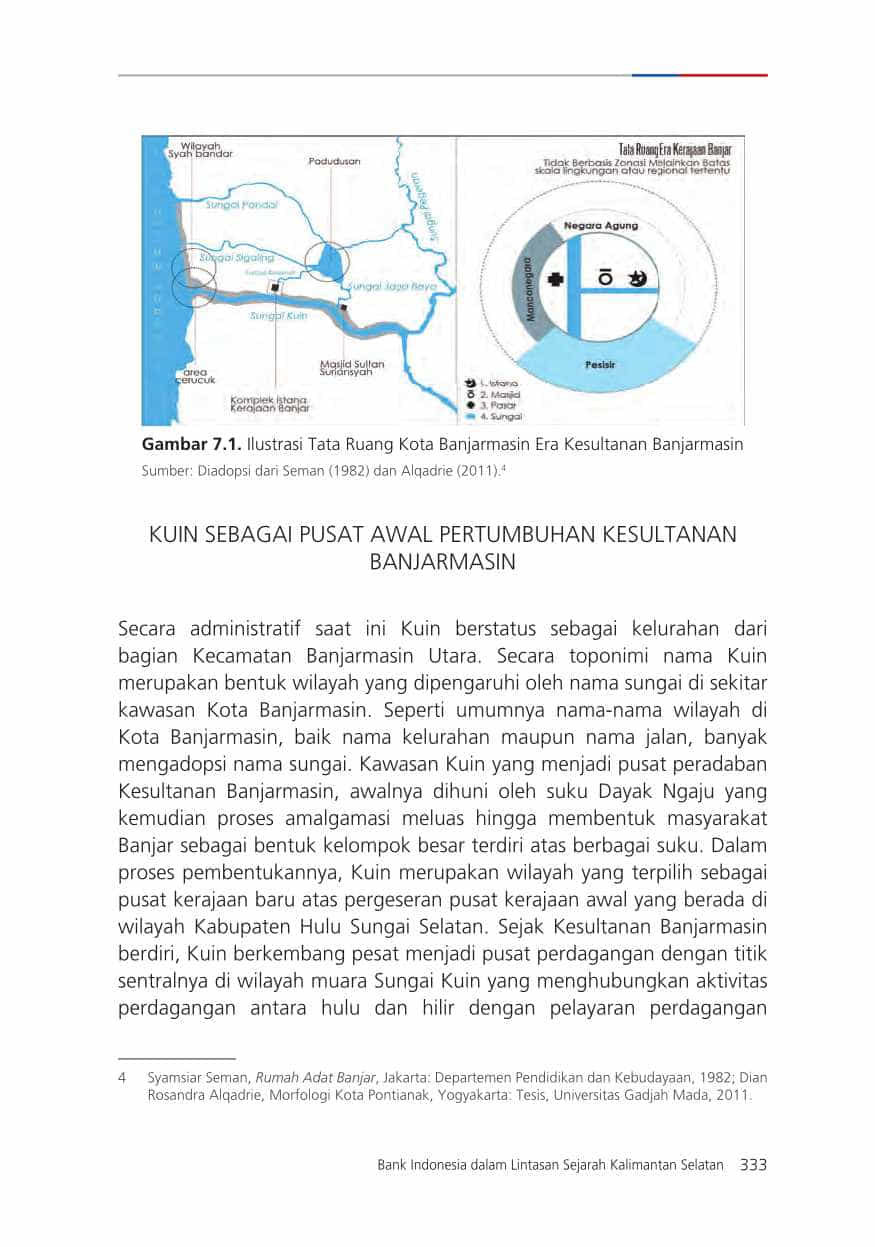 Wilayah
Syah bandar
Padudusan
Sungai Pandai
Sungai Pageran
Sungai Sigaling
Sungai Jaga Raya
Sungai Kuin
area
cerucuk
Masjid Sultan
Suriansyah
Komplek Istana
Kerajaan Banjar
Tata Ruang Era Kerajaan Banjar
Tidak Berbasis Zonasi Melainkan Batas
skala lingkungan atau regional tertentu
Negara Agung
Manconegara
Pesisir
1. Istana
2. Masjid
3. Pasar
4. Sungai
Gambar 7.1. Ilustrasi Tata Ruang Kota Banjarmasin Era Kesultanan Banjarmasin
Sumber: Diadopsi dari Seman (1982) dan Alqadrie (2011).4
KUIN SEBAGAI PUSAT AWAL PERTUMBUHAN KESULTANAN
BANJARMASIN
Secara administratif saat ini Kuin berstatus sebagai kelurahan dari
bagian Kecamatan Banjarmasin Utara. Secara toponimi nama Kuin
merupakan bentuk wilayah yang dipengaruhi oleh nama sungai di sekitar
kawasan Kota Banjarmasin. Seperti umumnya nama-nama wilayah di
Kota Banjarmasin, baik nama kelurahan maupun nama jalan, banyak
mengadopsi nama sungai. Kawasan Kuin yang menjadi pusat peradaban
Kesultanan Banjarmasin, awalnya dihuni oleh suku Dayak Ngaju yang
kemudian proses amalgamasi meluas hingga membentuk masyarakat
Banjar sebagai bentuk kelompok besar terdiri atas berbagai suku. Dalam
proses pembentukannya, Kuin merupakan wilayah yang terpilih sebagai
pusat kerajaan baru atas pergeseran pusat kerajaan awal yang berada di
wilayah Kabupaten Hulu Sungai Selatan. Sejak Kesultanan Banjarmasin
berdiri, Kuin berkembang pesat menjadi pusat perdagangan dengan titik
sentralnya di wilayah muara Sungai Kuin yang menghubungkan aktivitas
perdagangan antara hulu dan hilir dengan pelayaran perdagangan
4 Syamsiar Seman, Rumah Adat Banjar, Jakarta: Departemen Pendidikan dan Kebudayaan, 1982; Dian
Rosandra Alqadrie, Morfologi Kota Pontianak, Yogyakarta: Tesis, Universitas Gadjah Mada, 2011.
Bank Indonesia dalam Lintasan Sejarah Kalimantan Selatan 333